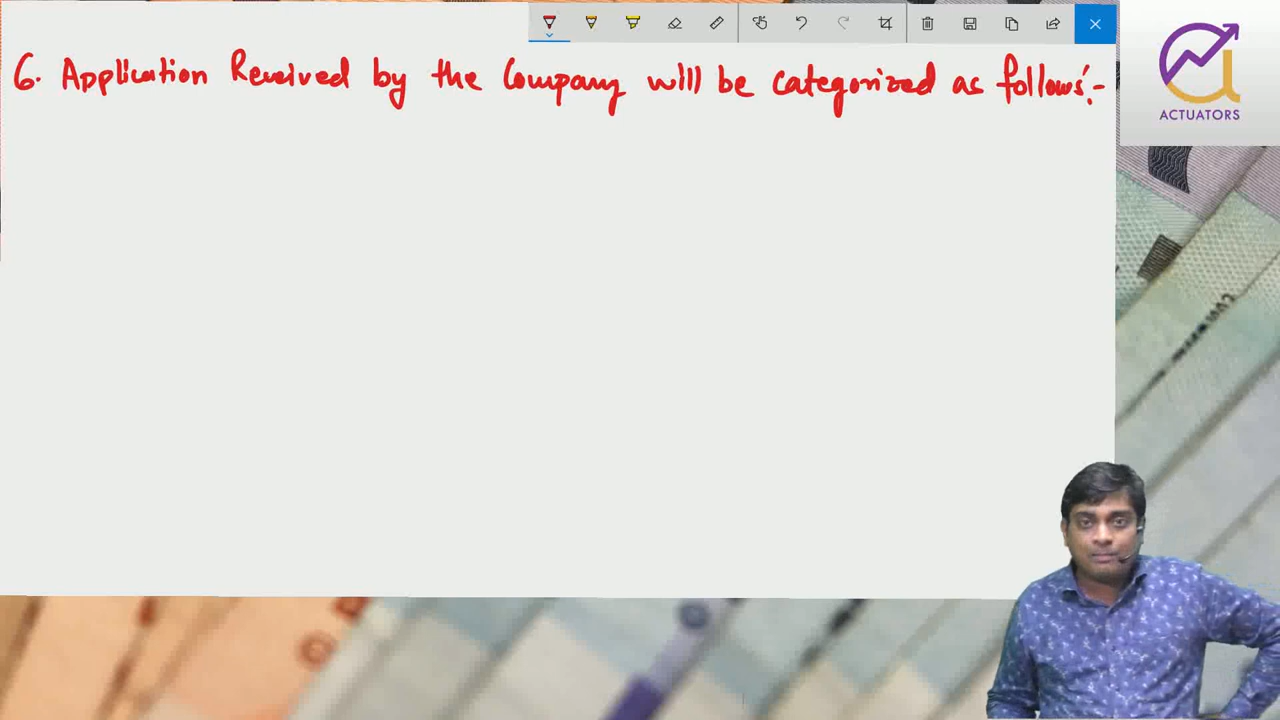 6. Application Received by the Company will be categorized as follows:-
ACTUATORS